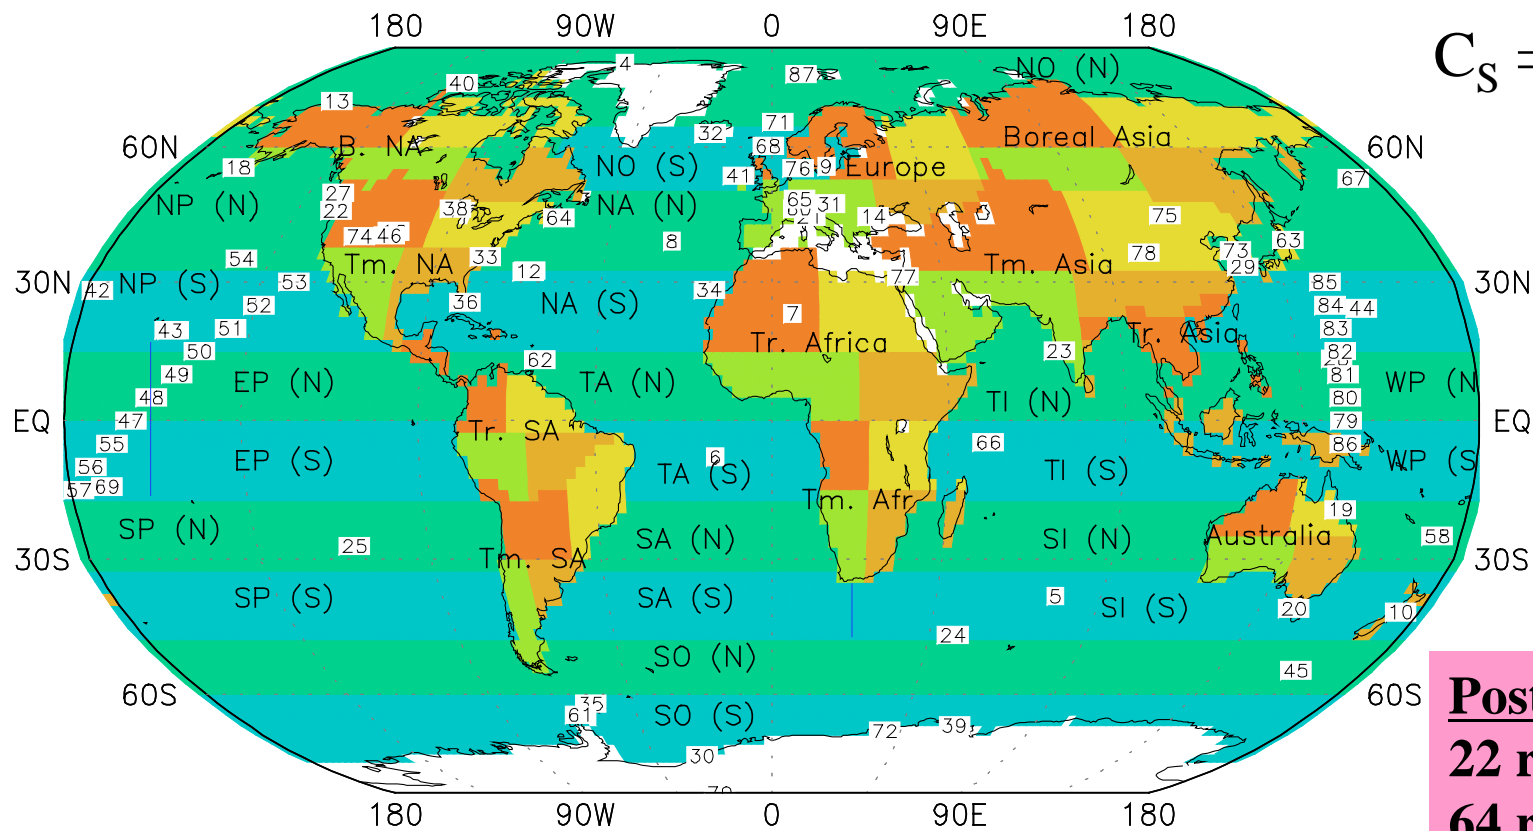 180 90W 0 90E 180
C_S =
4 87 NO (N)
40
13
71
32
60N B. NA 68 Boreal Asia 60N
18 NO (S) 41 76 9 Europe 67
27 65 31
NP (N) 22 38 64 NA (N) 14 75
74 46 8 63
54 Tm. NA 33 Tm. Asia 78 73
12 77 29
30N NP (S) 53 85 30N
42 52 36 NA (S) 34 7 84 44
43 51 Tr. Africa Tr. Asia 83
50 62 23 82
49 EP (N) TA (N) 81 WP (N
48 TI (N) 80
EQ 47 Tr. SA 79 EQ
55 66 86
56 EP (S) 6 TA (S) TI (S) WP (S
57 69
Tm. Afr 19
SP (N) SA (N) SI (N) Australia 58
25
30S Tm. SA 30S
SP (S) SA (S) 5 SI (S) 20 10
24
SO (N) 45
60S 60S
35
61 SO (S) 72 39
30
180 90W 0 90E 180
Post
22 r
64 r